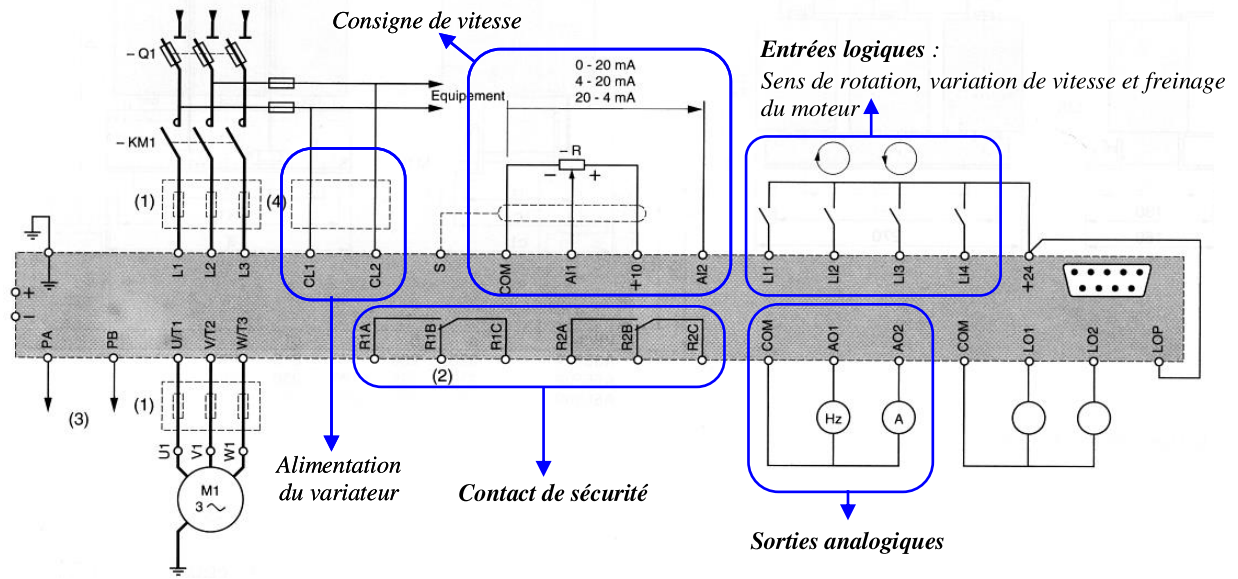 Consigne de vitesse
Entrées logiques :
Sens de rotation, variation de vitesse et freinage
du moteur
– Q1
0 - 20 mA
4 - 20 mA
20 - 4 mA
Equipement
– KM1
– R
– +
(1)
(4)
L1 L2 L3 CL1 CL2 S COM AI1 +10 AI2 LI1 LI2 LI3 LI4 +24
+
–
PA PB U/T1 V/T2 W/T3 R1A R1B R1C R2A R2B R2C COM AO1 AO2 COM LO1 LO2 LOP
(2)
(3)
(1)
Hz A
U1 V1 W1
M1
3 ~
Alimentation
du variateur
Contact de sécurité
Sorties analogiques